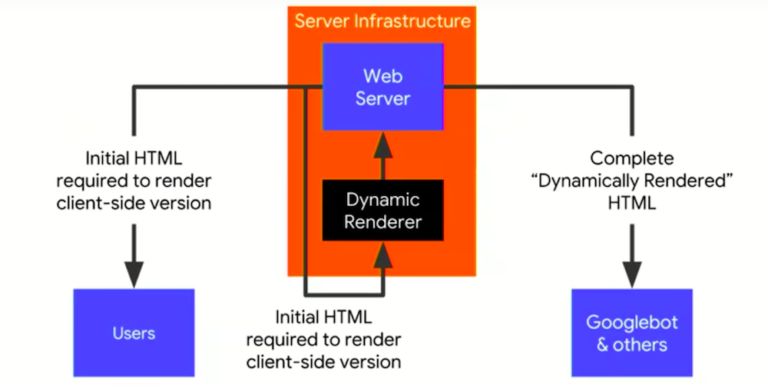 Server Infrastructure
Web
Server
Initial HTML
required to render
client-side version
Complete
“Dynamically Rendered”
HTML
Dynamic
Renderer
Users
Initial HTML
required to render
client-side version
Googlebot
& others